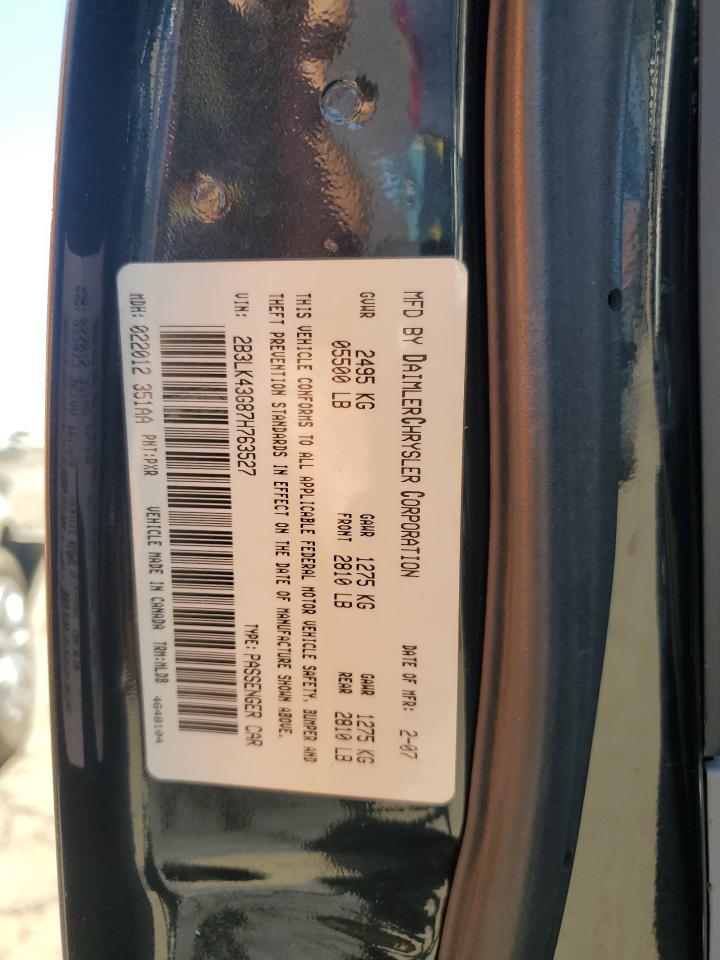 MFD BY DAIMLERCHRYSLER CORPORATION DATE OF MFR: 2-07
GVWR 2495 KG GAWR 1275 KG GAWR 1275 KG
05500 LB FRONT 2810 LB REAR 2810 LB
THIS VEHICLE CONFORMS TO ALL APPLICABLE FEDERAL MOTOR VEHICLE SAFETY, BUMPER AND
THEFT PREVENTION STANDARDS IN EFFECT ON THE DATE OF MANUFACTURE SHOWN ABOVE.
VIN: 2B3LK43G87H763527 TYPE: PASSENGER CAR
MDH: 022012 351AA PNT:PXR VEHICLE MADE IN CANADA TRM:MLDB 4648104